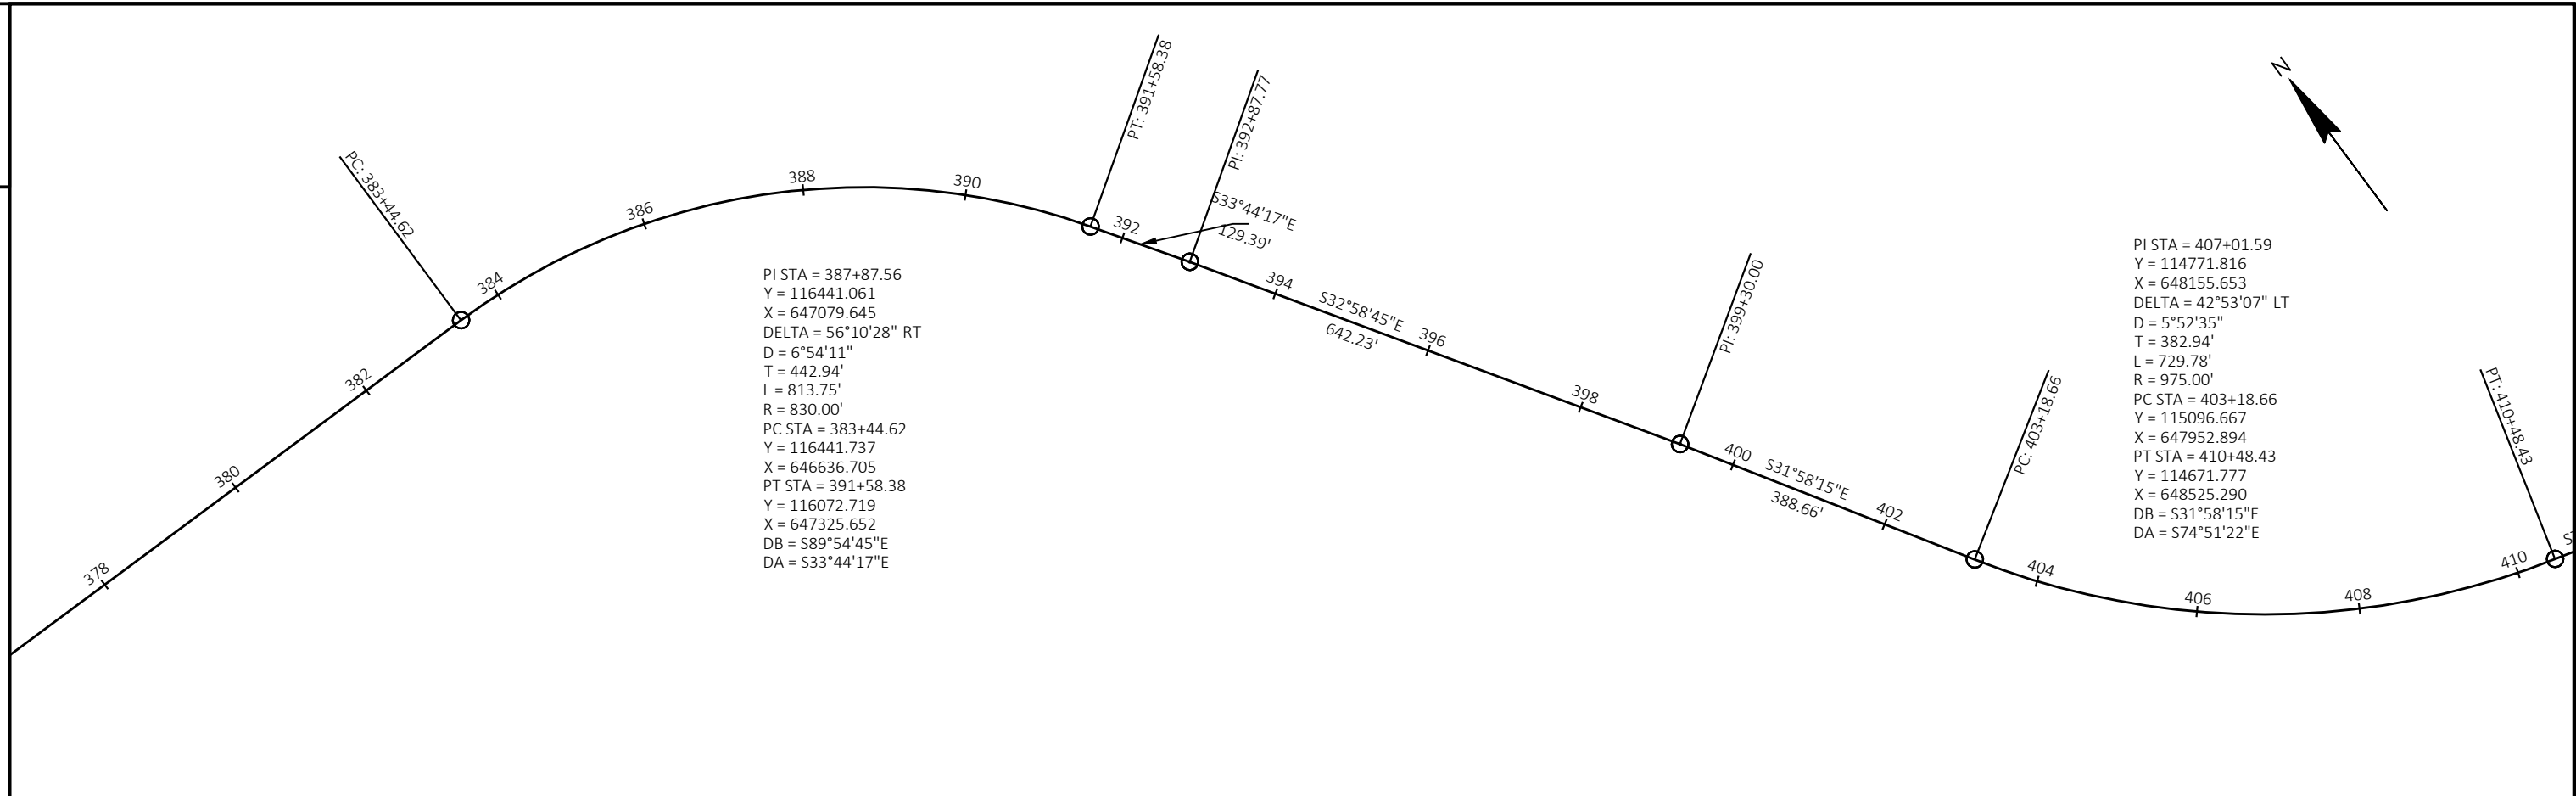 N
PT: 391+58.38
PI: 392+87.77
PC: 383+44.62
388
390
386
S33°44'17"E
129.39'
392
384
394
S32°58'45"E
642.23'
396
398
PI: 399+30.00
382
380
378
PI STA = 387+87.56
Y = 116441.061
X = 647079.645
DELTA = 56°10'28" RT
D = 6°54'11"
T = 442.94'
L = 813.75'
R = 830.00'
PC STA = 383+44.62
Y = 116441.737
X = 646636.705
PT STA = 391+58.38
Y = 116072.719
X = 647325.652
DB = S89°54'45"E
DA = S33°44'17"E
400
S31°58'15"E
388.66'
402
PC: 403+18.66
PI STA = 407+01.59
Y = 114771.816
X = 648155.653
DELTA = 42°53'07" LT
D = 5°52'35"
T = 382.94'
L = 729.78'
R = 975.00'
PC STA = 403+18.66
Y = 115096.667
X = 647952.894
PT STA = 410+48.43
Y = 114671.777
X = 648525.290
DB = S31°58'15"E
DA = S74°51'22"E
PT: 410+48.43
404
406
408
410